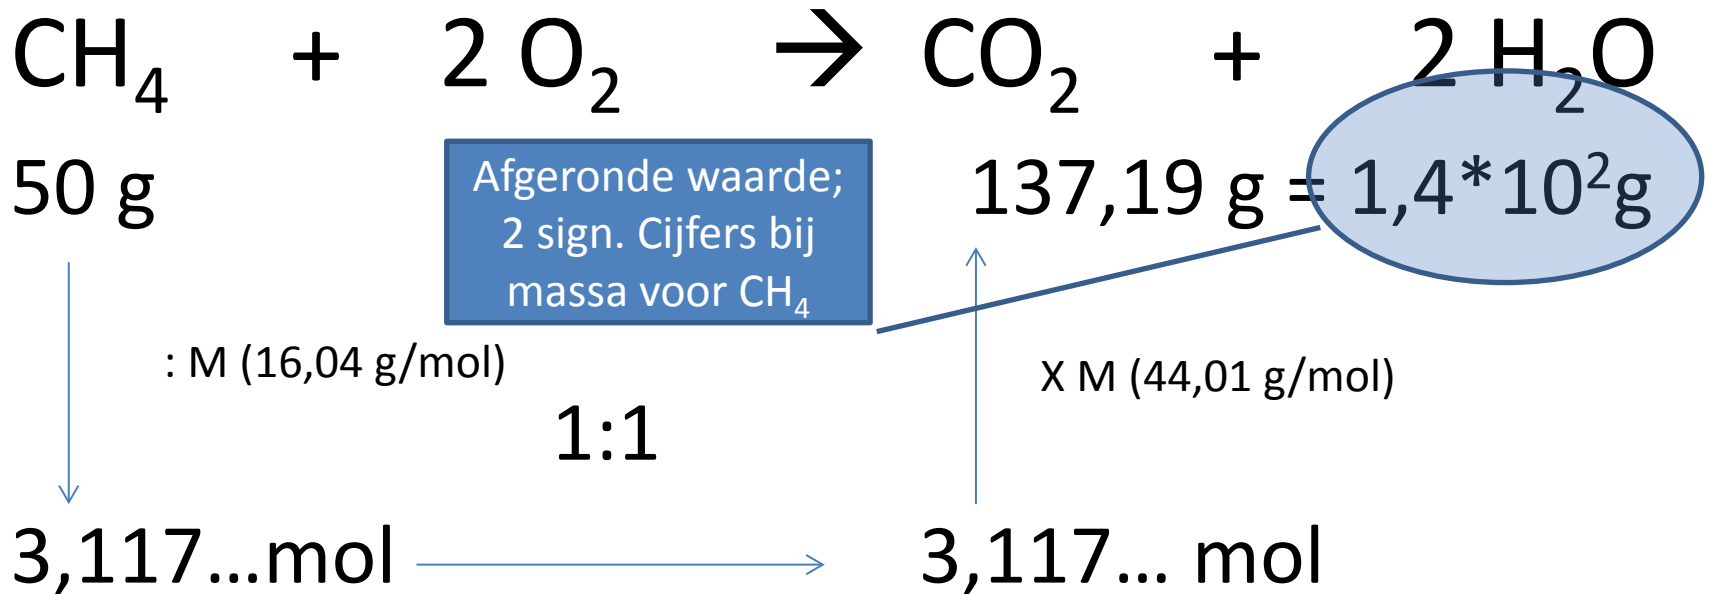 CH₄ + 2 O₂ → CO₂ + 2 H₂O
50 g
Afgeronde waarde;
2 sign. Cijfers bij
massa voor CH₄
137,19 g = 1,4*10²g
: M (16,04 g/mol)
X M (44,01 g/mol)
1:1
3,117...mol
3,117... mol